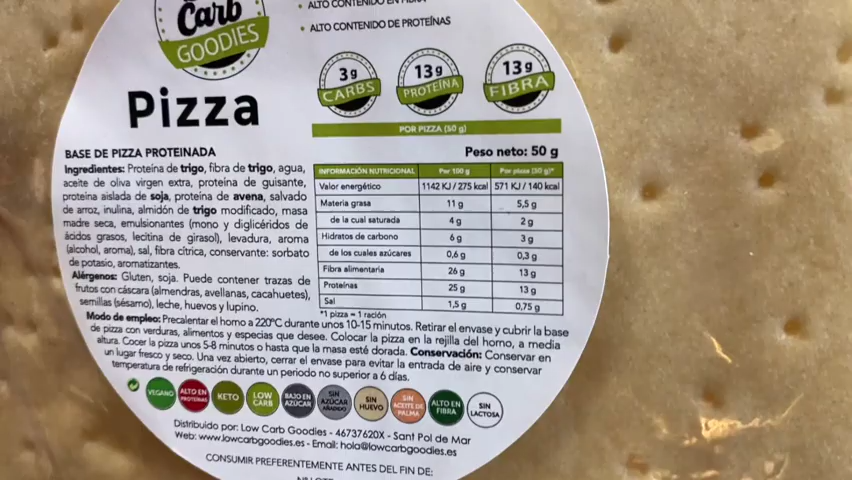 Carb
GOODIES
• ALTO CONTENIDO EN FIBRA
• ALTO CONTENIDO DE PROTEÍNAS
3g
CARBS
13g
PROTEÍNA
13g
FIBRA
POR PIZZA (50 g)
Pizza
BASE DE PIZZA PROTEINADA
Ingredientes: Proteína de trigo, fibra de trigo, agua,
aceite de oliva virgen extra, proteína de guisante,
proteína aislada de soja, proteína de avena, salvado
de arroz, inulina, almidón de trigo modificado, masa
madre seca, emulsionantes (mono y diglicéridos de
ácidos grasos, lecitina de girasol), levadura, aroma
(alcohol, aroma), sal, fibra cítrica, conservante: sorbato
de potasio, aromatizantes.
Alérgenos: Gluten, soja. Puede contener trazas de
frutos con cáscara (almendras, avellanas, cacahuetes),
semillas (sésamo), leche, huevos y lupino.
Peso neto: 50 g
INFORMACIÓN NUTRICIONAL Por 100 g Por pizza (50 g)*
Valor energético 1142 KJ / 275 kcal 571 KJ / 140 kcal
Materia grasa 11 g 5,5 g
de la cual saturada 4 g 2 g
Hidratos de carbono 6 g 3 g
de los cuales azúcares 0,6 g 0,3 g
Fibra alimentaria 26 g 13 g
Proteínas 25 g 13 g
Sal 1,5 g 0,75 g
*1 pizza = 1 ración
Modo de empleo: Precalentar el horno a 220ºC durante unos 10-15 minutos. Retirar el envase y cubrir la base
de pizza con verduras, alimentos y especias que desee. Colocar la pizza en la rejilla del horno, a media
altura. Cocer la pizza unos 5-8 minutos o hasta que la masa esté dorada. Conservación: Conservar en
un lugar fresco y seco. Una vez abierto, cerrar el envase para evitar la entrada de aire y conservar
temperatura de refrigeración durante un periodo no superior a 6 días.
VEGANO
ALTO EN
PROTEÍNAS
KETO
LOW
CARB
BAJO EN
AZÚCAR
SIN
AZÚCAR
AÑADIDO
SIN
HUEVO
SIN
ACEITE DE
PALMA
ALTO EN
FIBRA
SIN
LACTOSA
Distribuido por: Low Carb Goodies - 46737620X - Sant Pol de Mar
Web: www.lowcarbgoodies.es - Email: hola@lowcarbgoodies.es
CONSUMIR PREFERENTEMENTE ANTES DEL FIN DE: